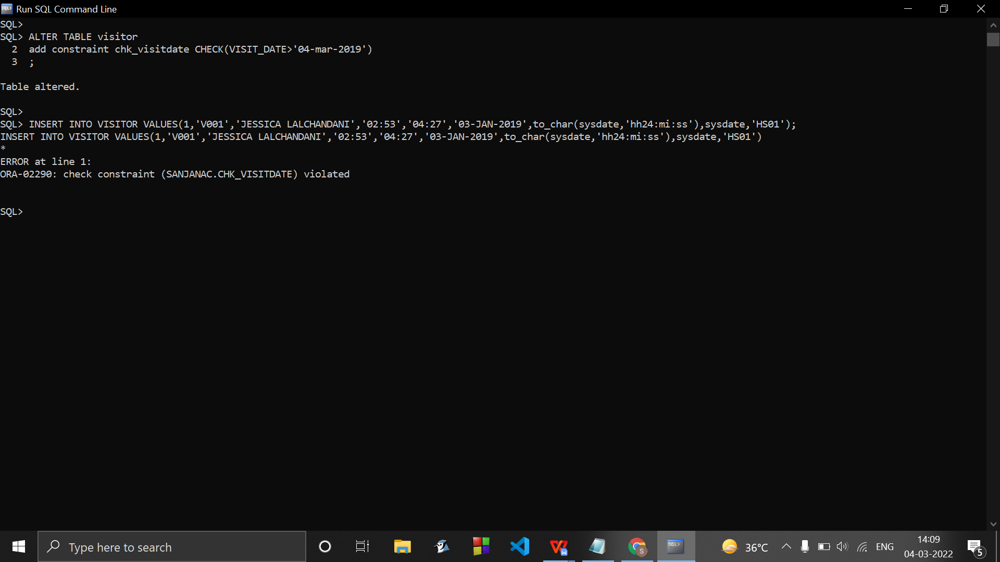 Run SQL Command Line
SQL>
SQL> ALTER TABLE visitor
  2  add constraint chk_visitdate CHECK(VISIT_DATE>'04-mar-2019')
  3  ;
Table altered.
SQL>
SQL> INSERT INTO VISITOR VALUES(1,'V001','JESSICA LALCHANDANI','02:53','04:27','03-JAN-2019',to_char(sysdate,'hh24:mi:ss'),sysdate,'HS01');
INSERT INTO VISITOR VALUES(1,'V001','JESSICA LALCHANDANI','02:53','04:27','03-JAN-2019',to_char(sysdate,'hh24:mi:ss'),sysdate,'HS01')
*
ERROR at line 1:
ORA-02290: check constraint (SANJANAC.CHK_VISITDATE) violated
SQL>
Type here to search
S
SQL>
36°C
ENG
14:09
04-03-2022
5